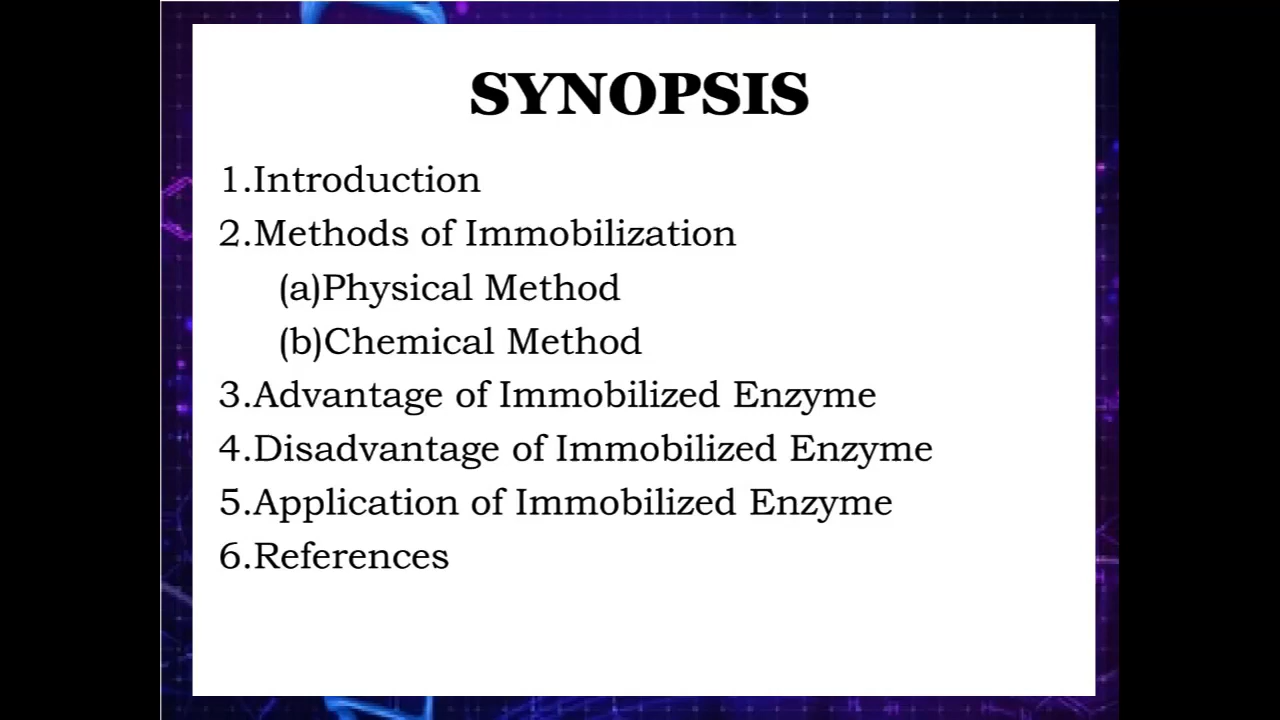 SYNOPSIS
1.Introduction
2.Methods of Immobilization
(a)Physical Method
(b)Chemical Method
3.Advantage of Immobilized Enzyme
4.Disadvantage of Immobilized Enzyme
5.Application of Immobilized Enzyme
6.References